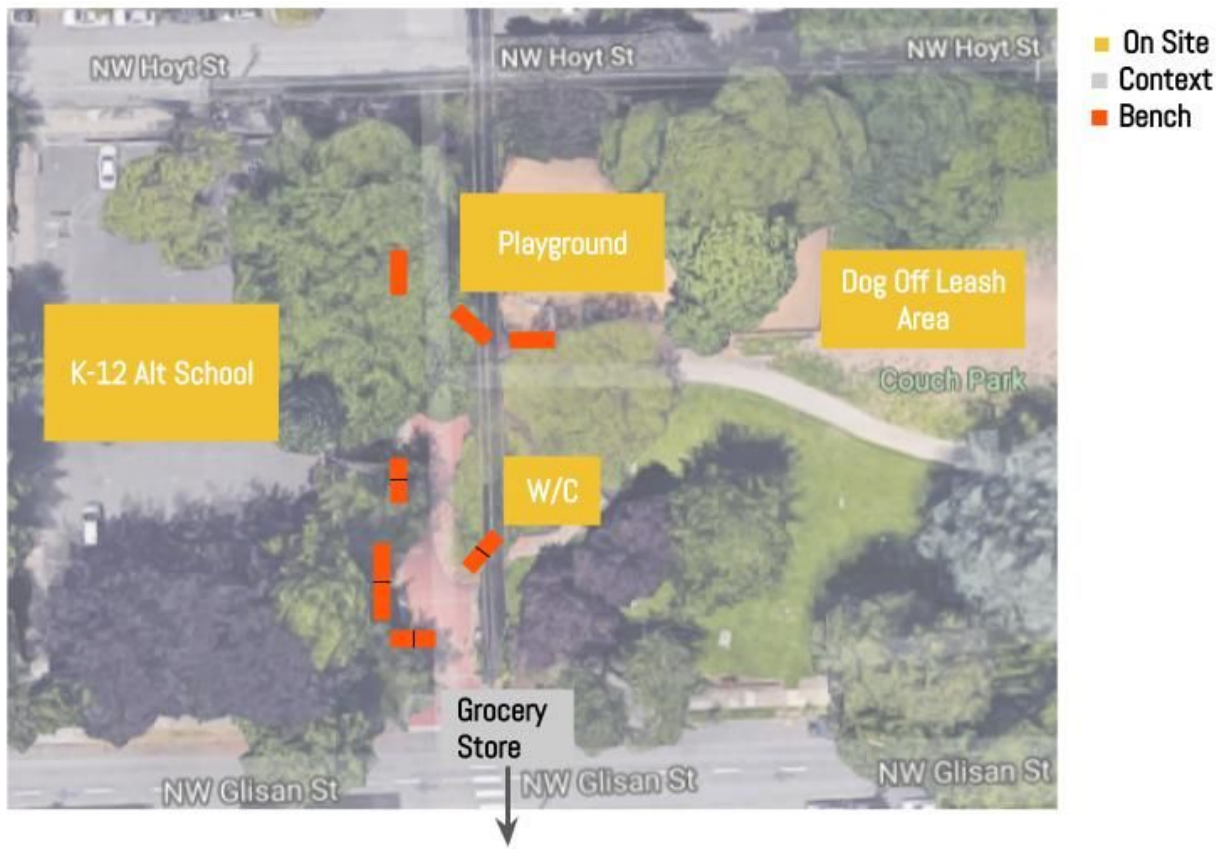 NW Hoyt St
NW Hoyt St
NW Hoyt St
On Site
Context
Bench
Playground
Dog Off Leash
Area
K-12 Alt School
Couch Park
W/C
Grocery
Store
NW Glisan St
NW Glisan St
NW Glisan St